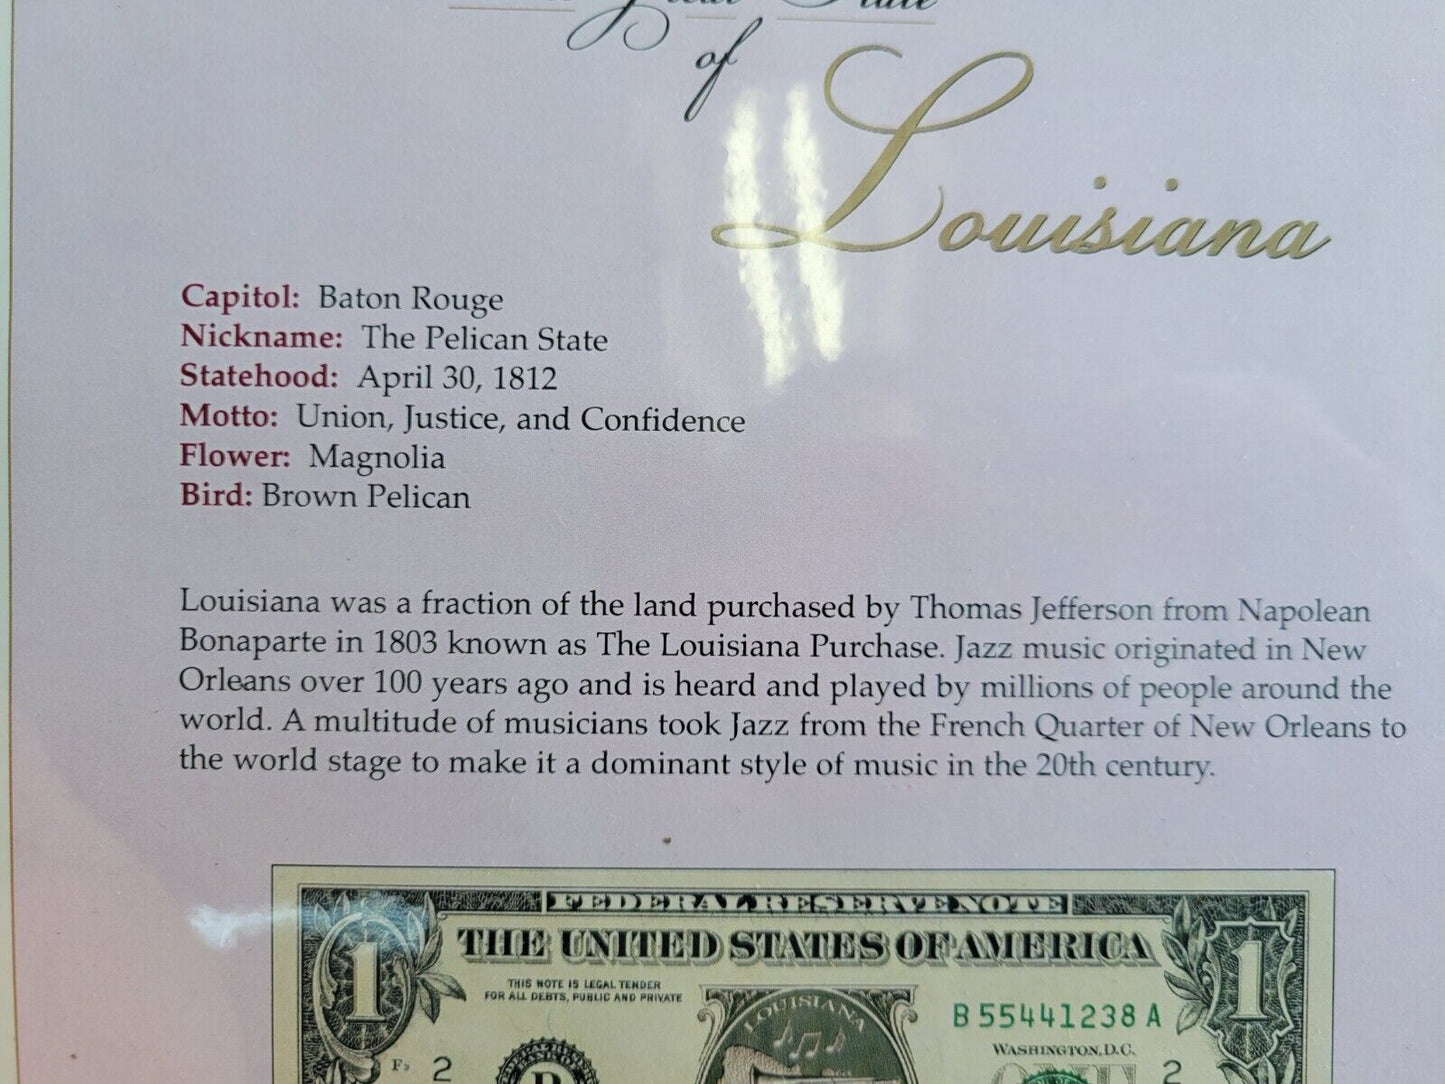 Great State
of
Louisiana
Capitol: Baton Rouge
Nickname: The Pelican State
Statehood: April 30, 1812
Motto: Union, Justice, and Confidence
Flower: Magnolia
Bird: Brown Pelican
Louisiana was a fraction of the land purchased by Thomas Jefferson from Napolean
Bonaparte in 1803 known as The Louisiana Purchase. Jazz music originated in New
Orleans over 100 years ago and is heard and played by millions of people around the
world. A multitude of musicians took Jazz from the French Quarter of New Orleans to
the world stage to make it a dominant style of music in the 20th century.
FEDERAL RESERVE NOTE
1 THE UNITED STATES OF AMERICA 1
THIS NOTE IS LEGAL TENDER
FOR ALL DEBTS, PUBLIC AND PRIVATE
LOUISIANA
B 55441238 A
WASHINGTON, D.C.
2 2
ONE